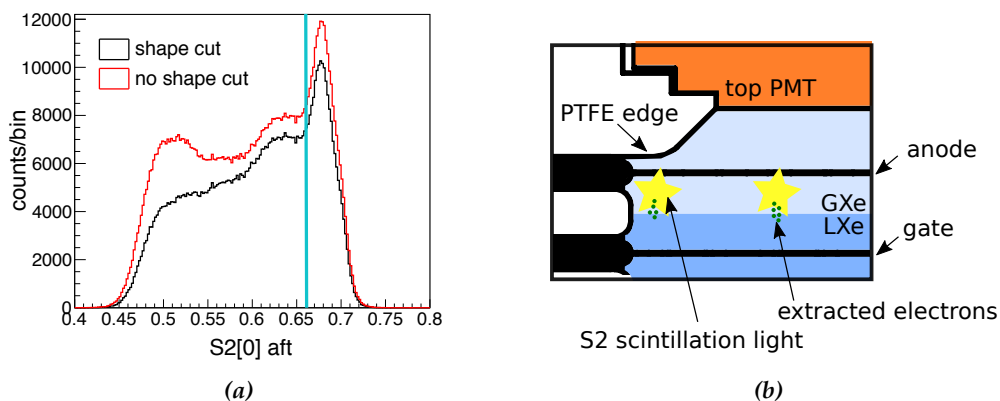 12000
10000
8000
6000
4000
2000
0
counts/bin
shape cut
no shape cut
0.4 0.45 0.5 0.55 0.6 0.65 0.7 0.75 0.8
S2[0] aft
(a)
top PMT
PTFE edge
anode
GXe
LXe
gate
extracted electrons
S2 scintillation light
(b)